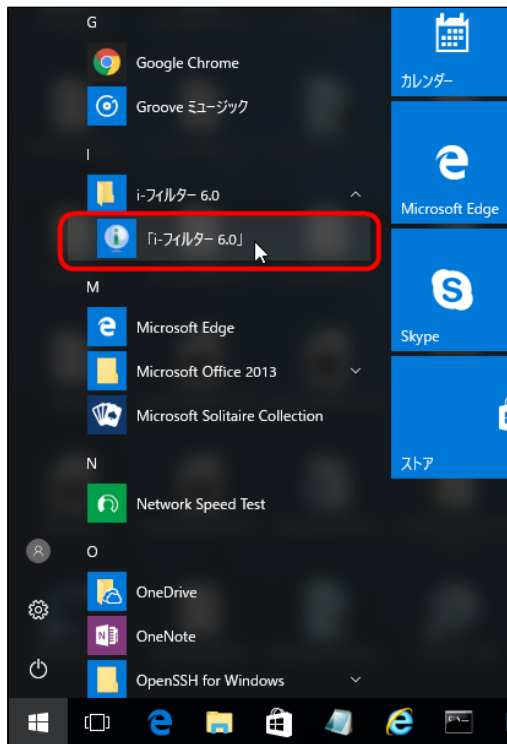 G
Google Chrome
Groove ミュージック
I
i-フィルター 6.0
「i-フィルター 6.0」
M
Microsoft Edge
Microsoft Office 2013
Microsoft Solitaire Collection
N
Network Speed Test
O
OneDrive
OneNote
OpenSSH for Windows
カレンダー
Microsoft Edge
Skype
ストア